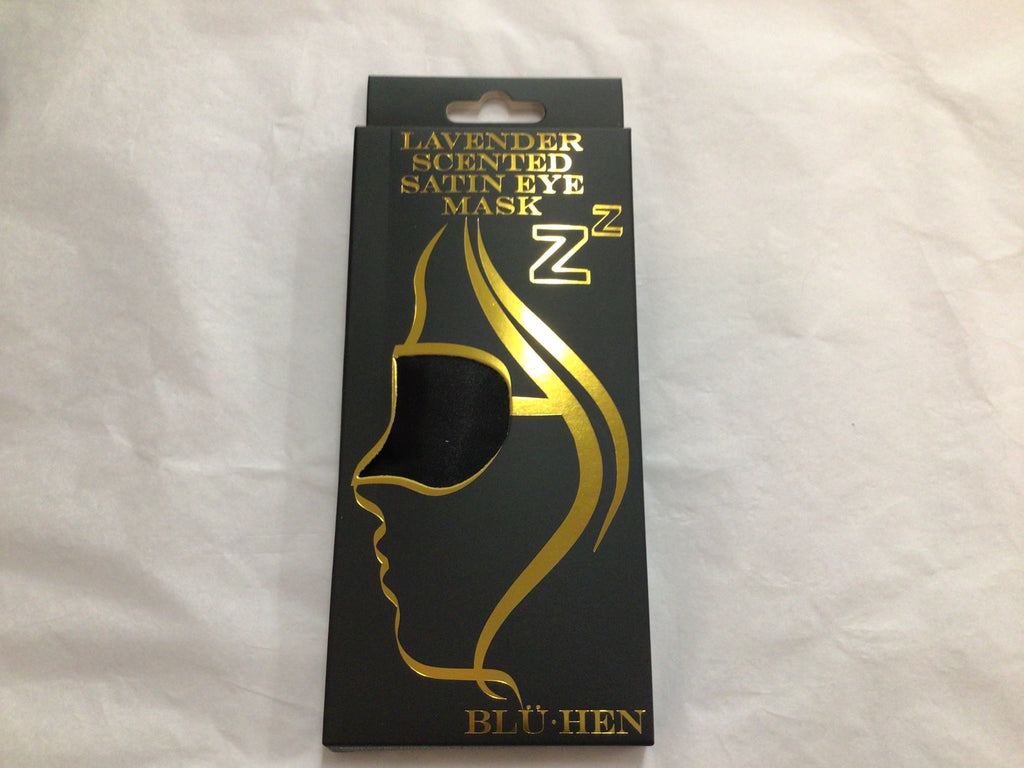 LAVENDER
SCENTED
SATIN EYE
MASK
Z Z
BLÜ·HEN